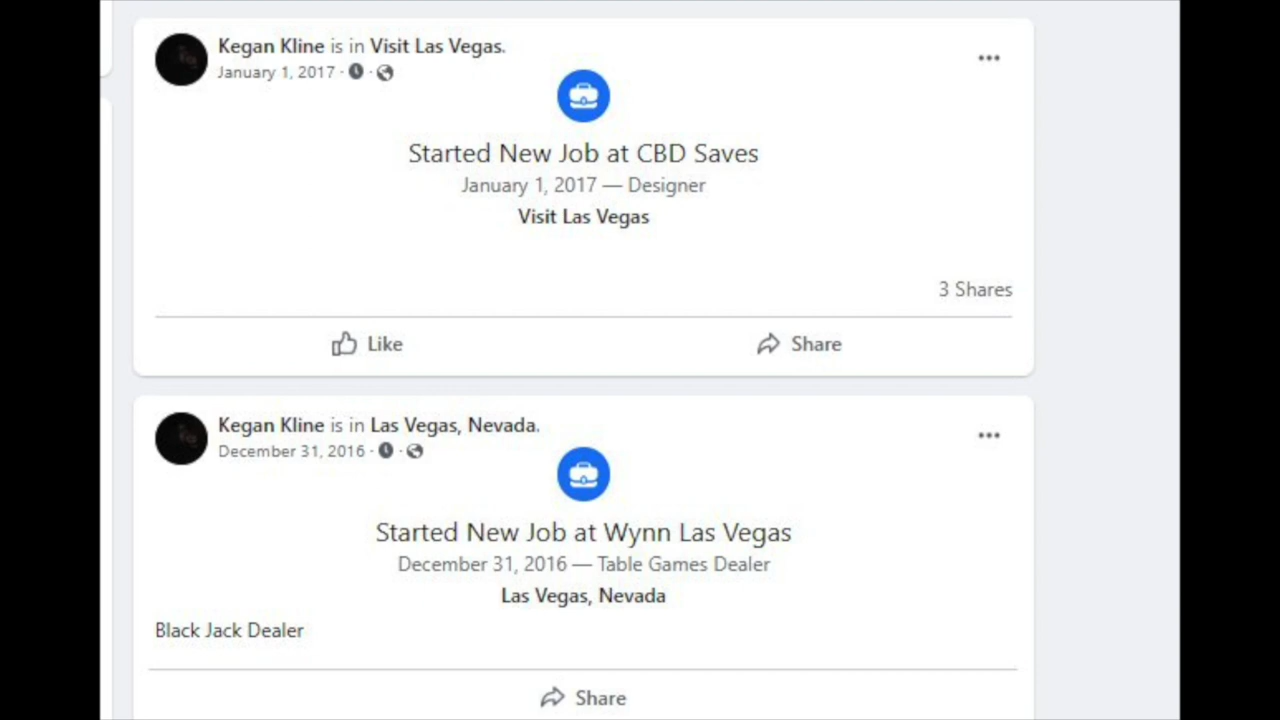 Kegan Kline is in Visit Las Vegas.
January 1, 2017 · ·
Started New Job at CBD Saves
January 1, 2017 — Designer
Visit Las Vegas
3 Shares
Like Share
Kegan Kline is in Las Vegas, Nevada.
December 31, 2016 · ·
Started New Job at Wynn Las Vegas
December 31, 2016 — Table Games Dealer
Las Vegas, Nevada
Black Jack Dealer
Share